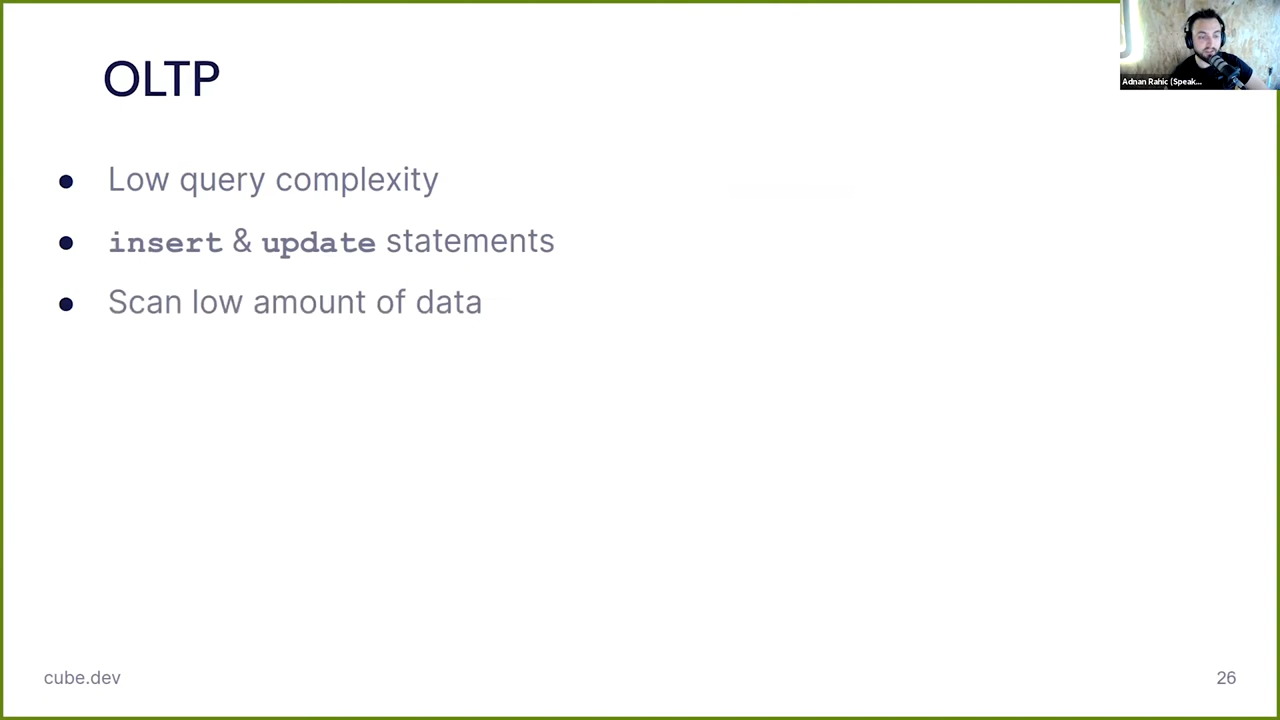 OLTP
Adnan Rahic (Speak...
● Low query complexity
● insert & update statements
● Scan low amount of data
cube.dev
26